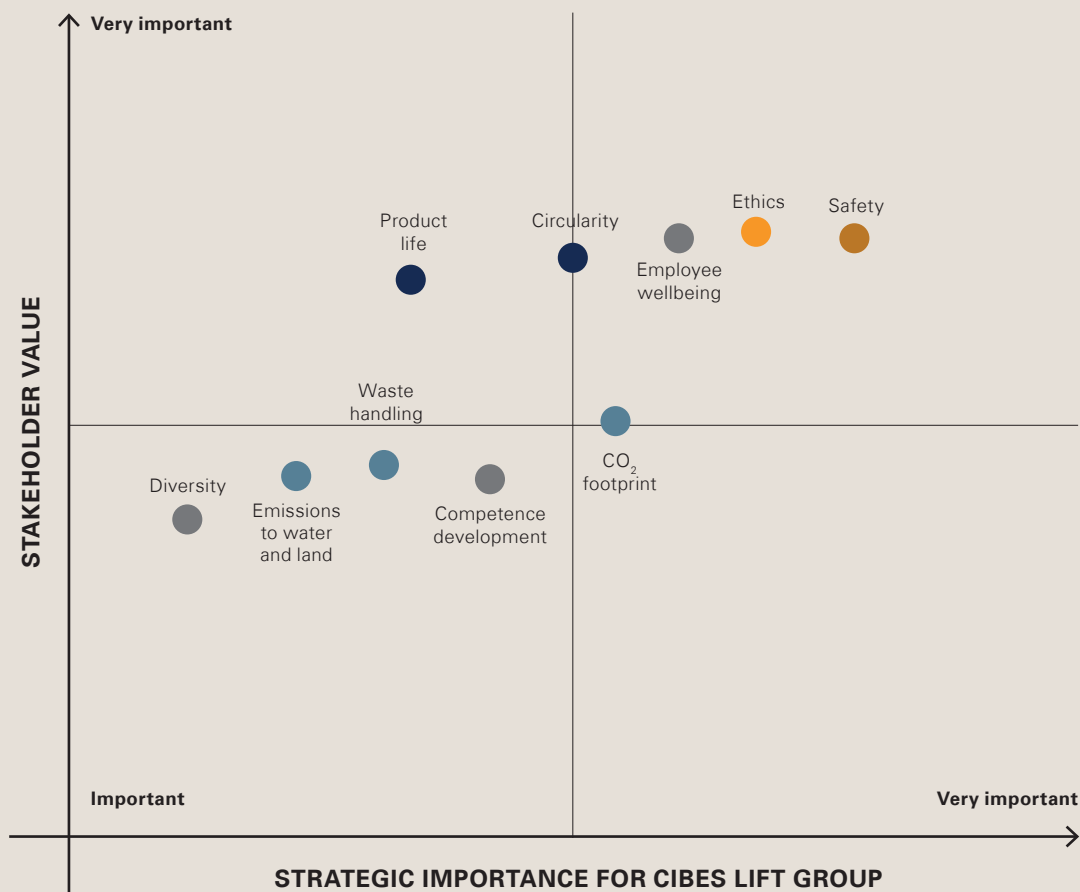 Very important
Ethics
Safety
Product
life
Circularity
Employee
wellbeing
STAKEHOLDER VALUE
Waste
handling
CO₂
footprint
Diversity
Emissions
to water
and land
Competence
development
Important
Very important
STRATEGIC IMPORTANCE FOR CIBES LIFT GROUP